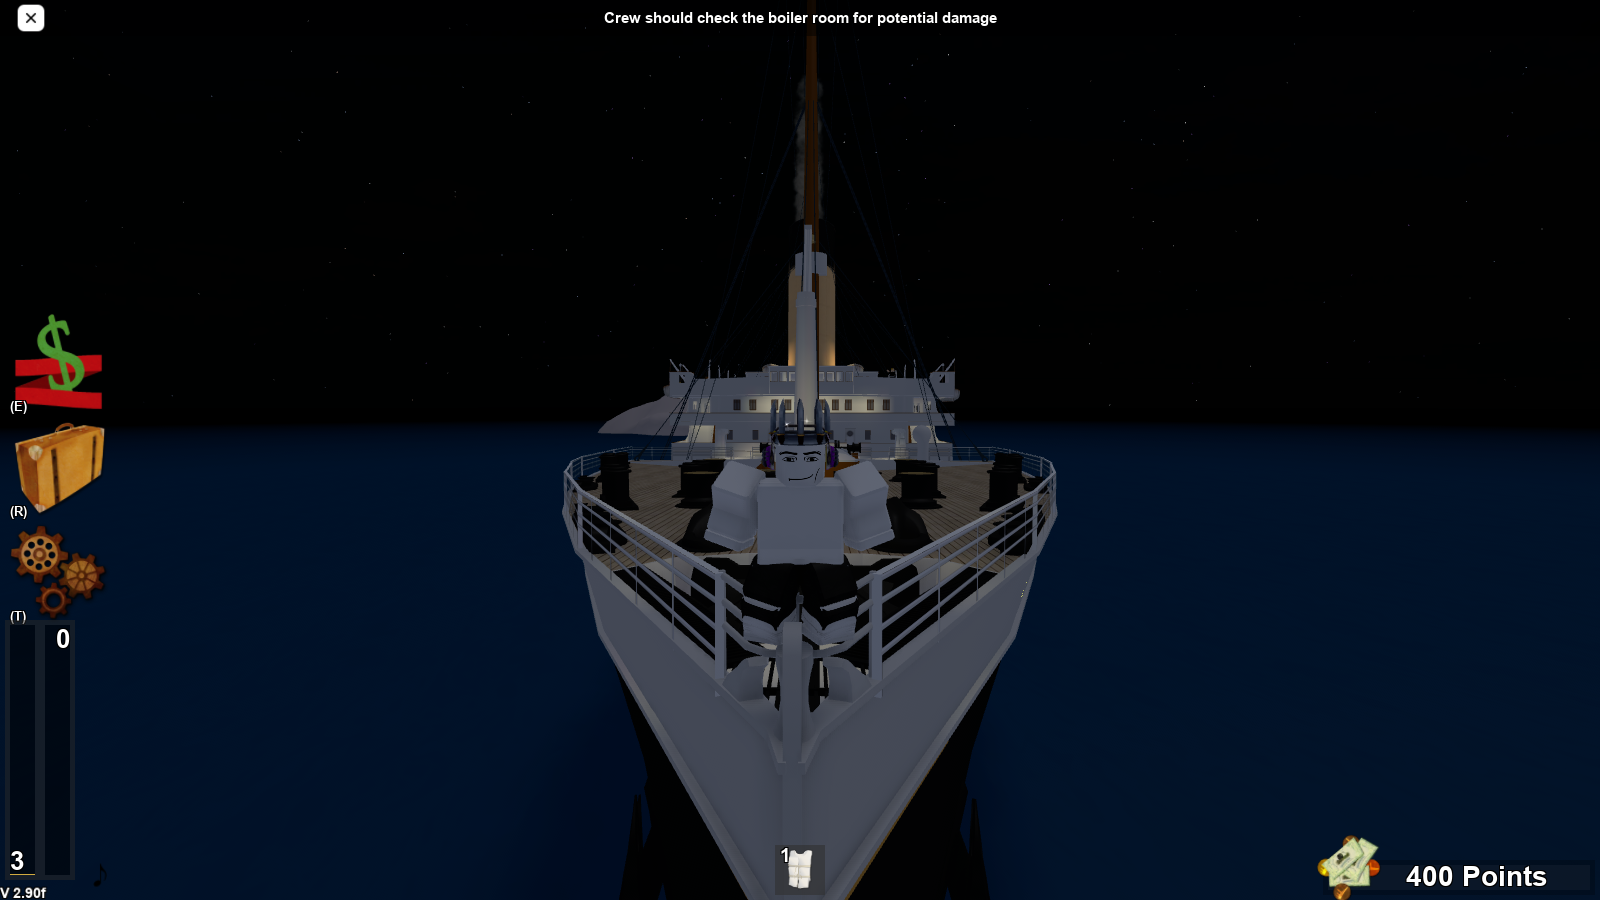 Crew should check the boiler room for potential damage
(E)
(R)
(T)
0
3
V 2.90f
1
400 Points